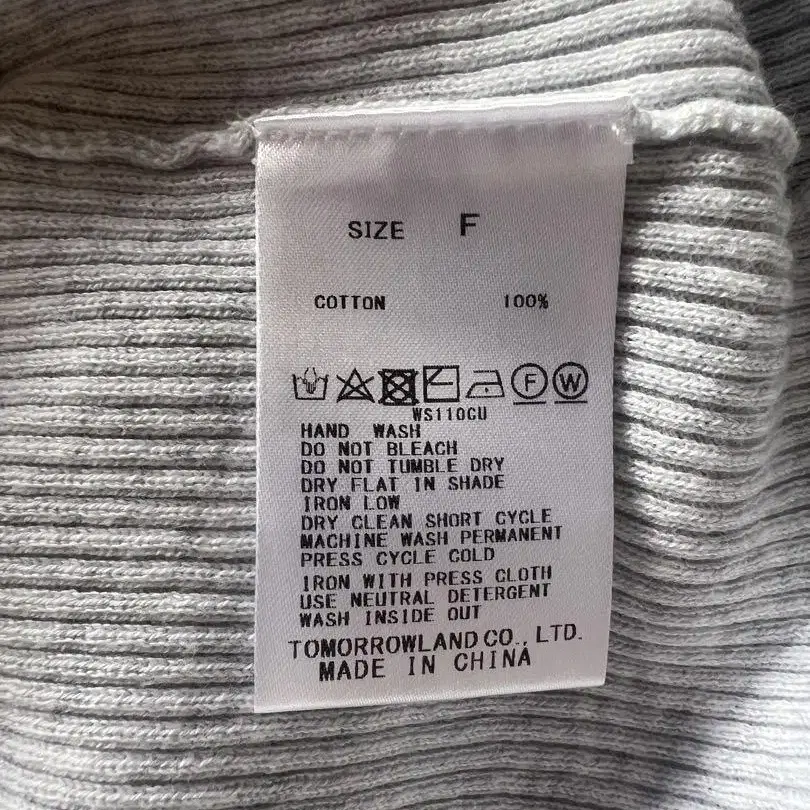 SIZE F
COTTON 100%
F W
WS110CU
HAND WASH
DO NOT BLEACH
DO NOT TUMBLE DRY
DRY FLAT IN SHADE
IRON LOW
DRY CLEAN SHORT CYCLE
MACHINE WASH PERMANENT
PRESS CYCLE COLD
IRON WITH PRESS CLOTH
USE NEUTRAL DETERGENT
WASH INSIDE OUT
TOMORROWLAND CO., LTD.
MADE IN CHINA